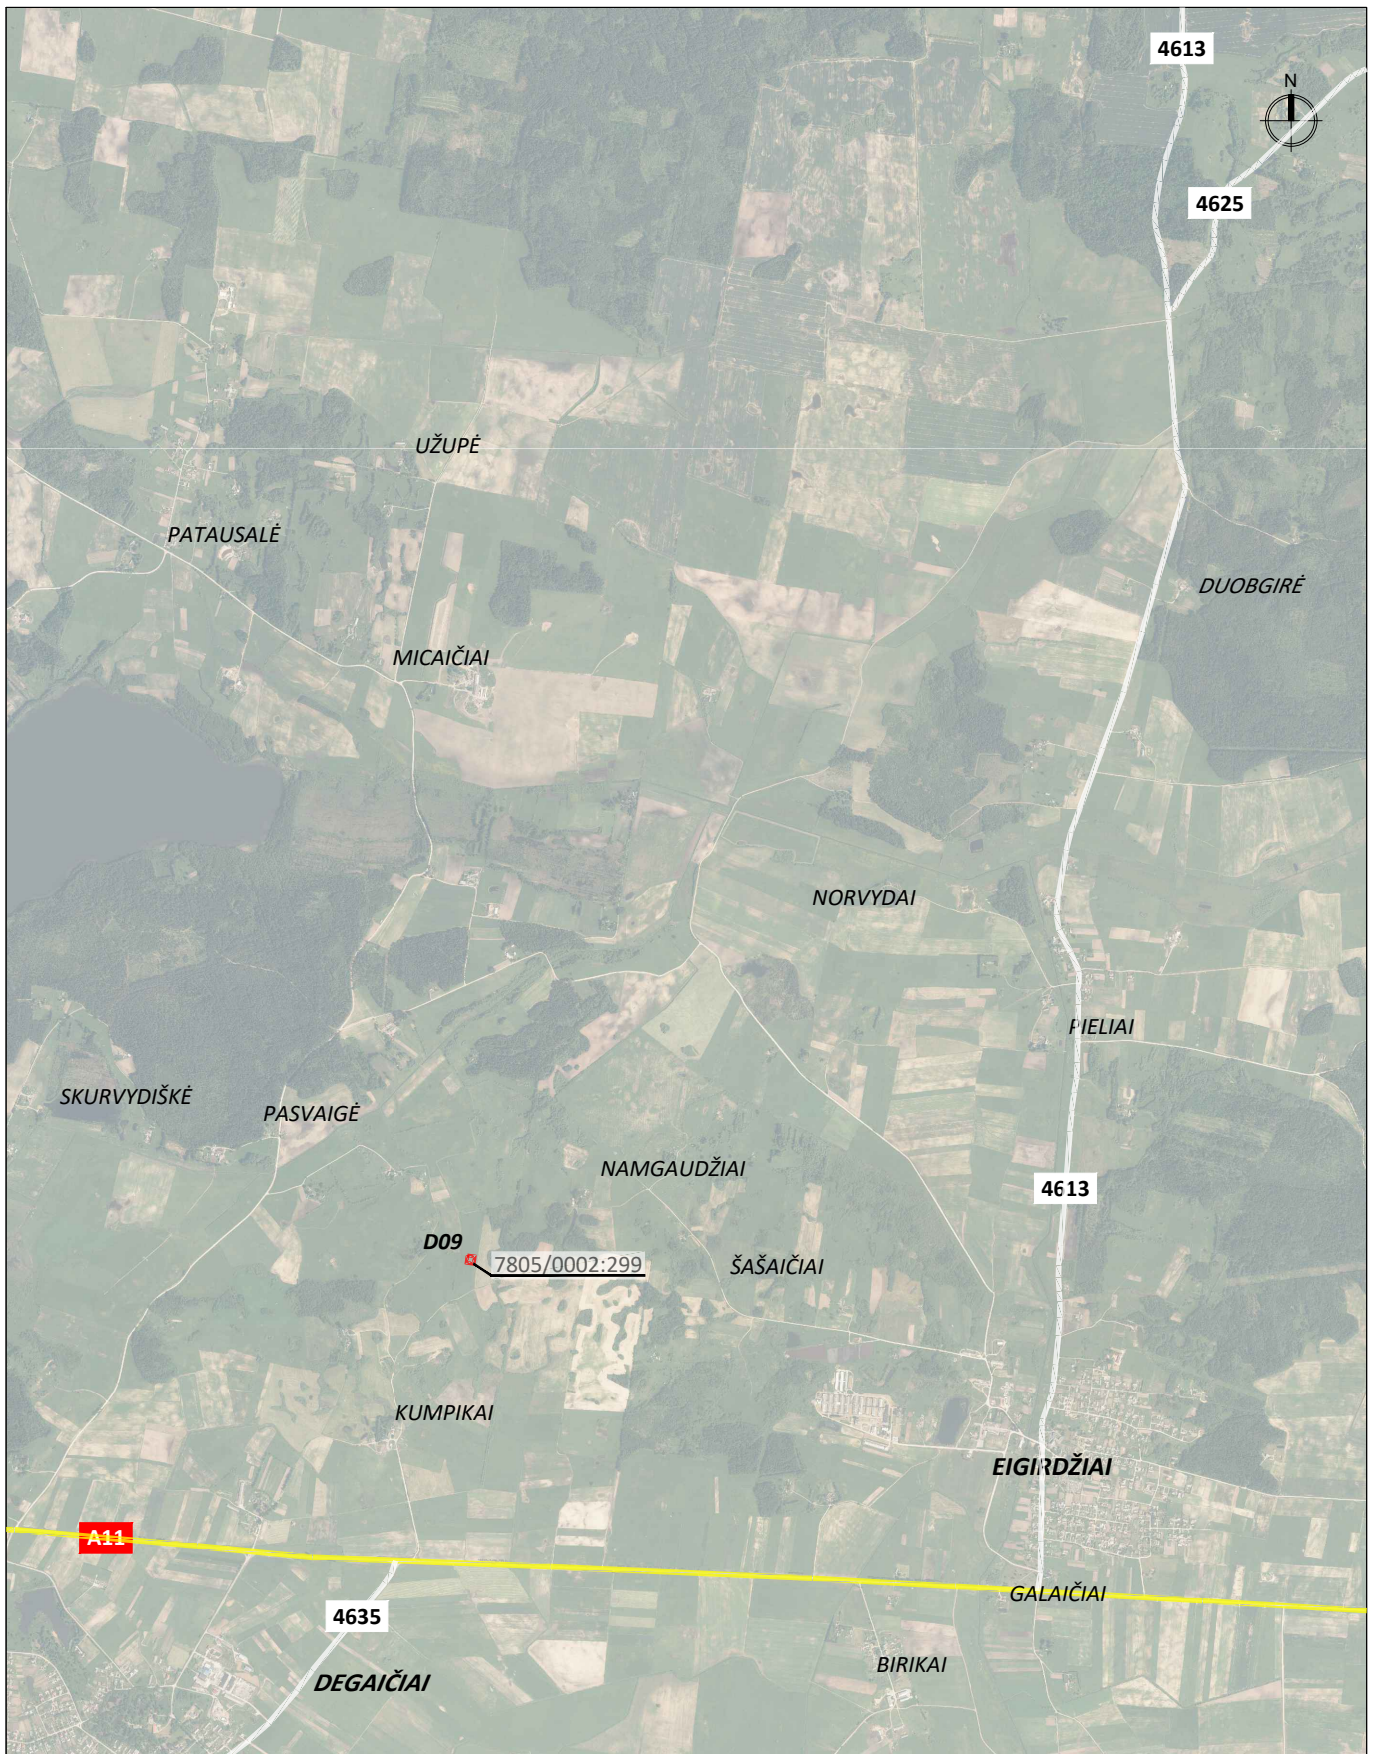 4613
N
4625
UŽUPĖ
PATAUSALĖ
DUOBGIRĖ
MICAIČIAI
NORVYDAI
PIELIAI
SKURVYDIŠKĖ
PASVAIGĖ
NAMGAUDŽIAI
4613
D09
7805/0002:299
ŠAŠAIČIAI
KUMPIKAI
EIGIRDŽIAI
A11
GALAIČIAI
4635
BIRIKAI
DEGAIČIAI